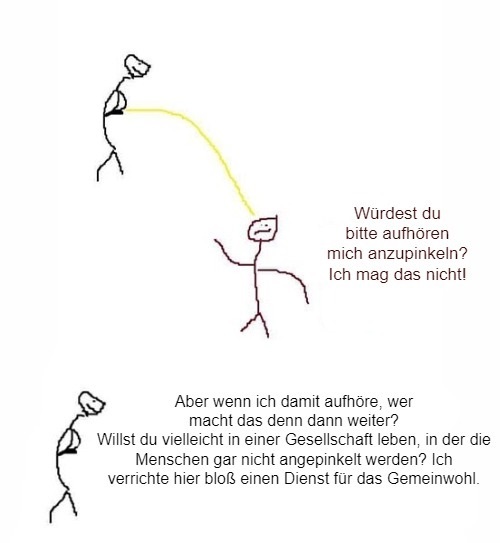 Würdest du
bitte aufhören
mich anzupinkeln?
Ich mag das nicht!
Aber wenn ich damit aufhöre, wer
macht das denn dann weiter?
Willst du vielleicht in einer Gesellschaft leben, in der die
Menschen gar nicht angepinkelt werden? Ich
verrichte hier bloß einen Dienst für das Gemeinwohl.